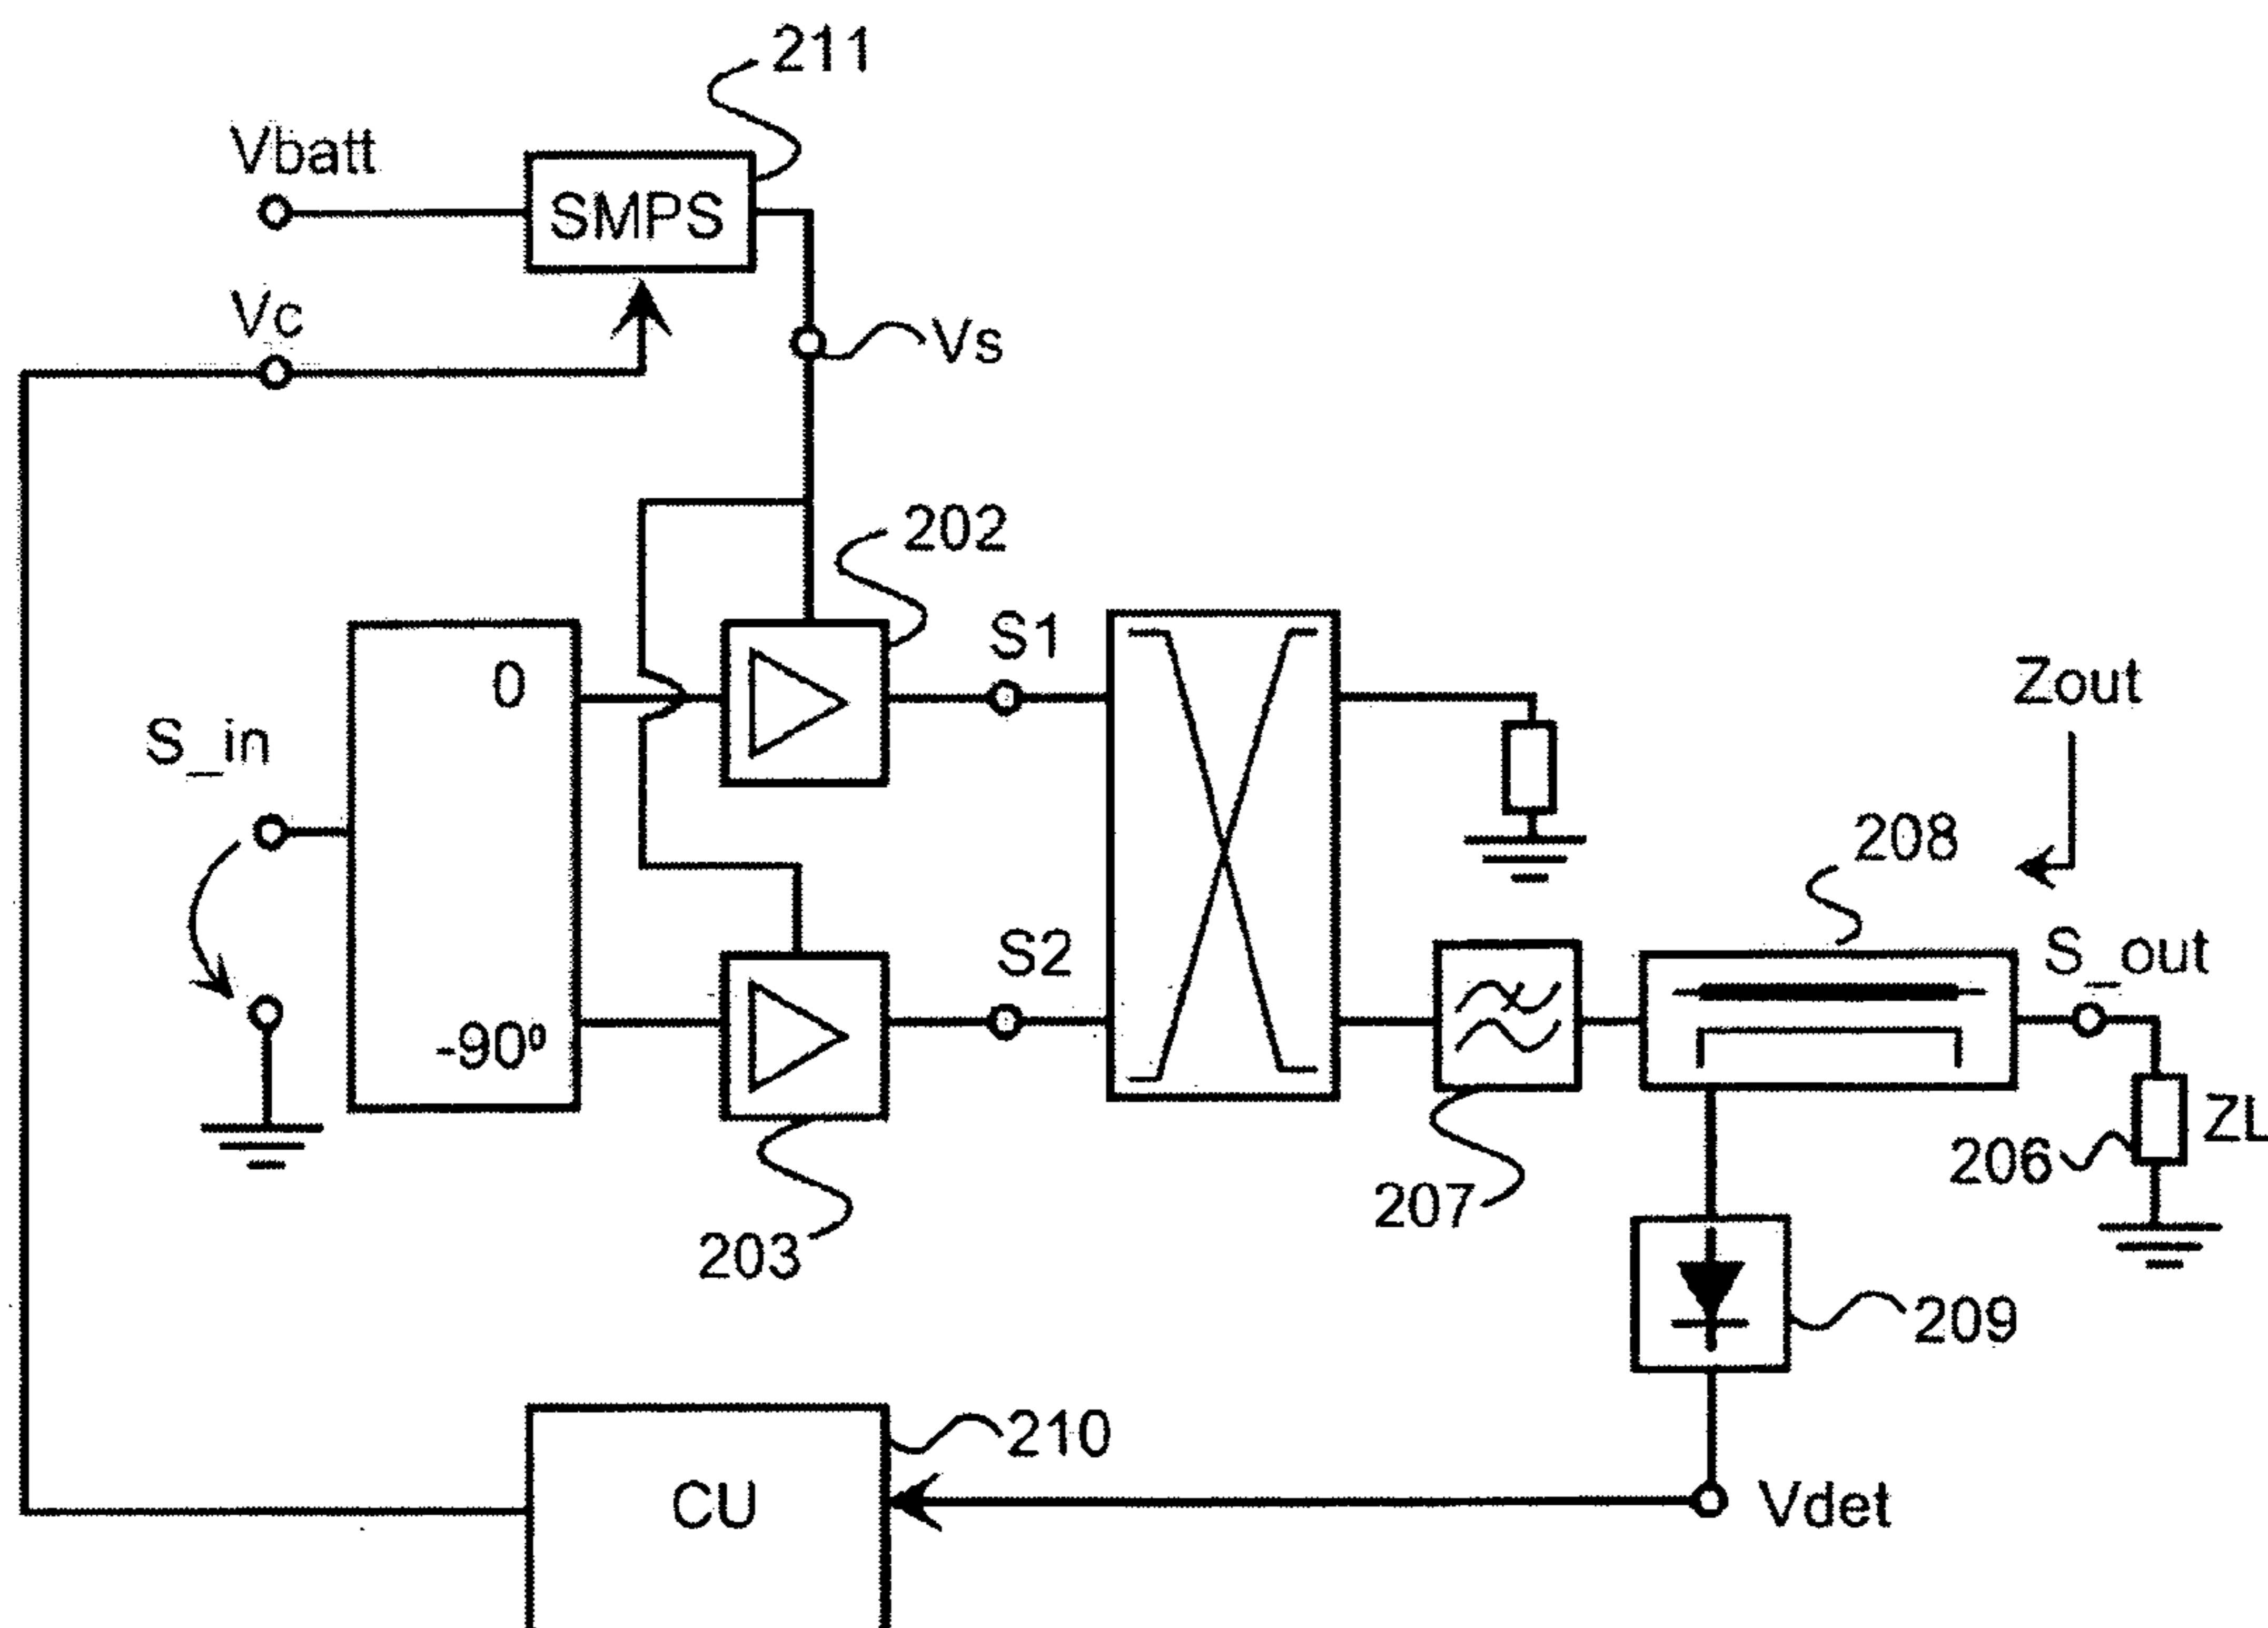 211
Vbatt
SMPS
Vc
Vs
202
S1
0
Zout
S_in
208
S2
S_out
-90º
ZL
206
207
203
209
210
CU
Vdet